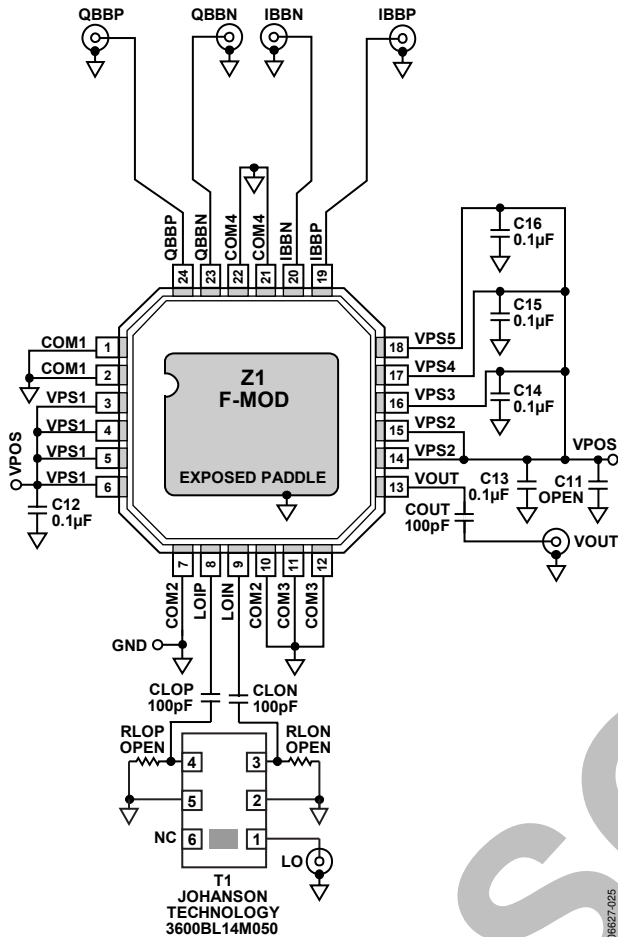 QBBP QBBN IBBN IBBP
QBBP
QBBN
COM4
COM4
IBBN
IBBP
24
23
22
21
20
19
C16
0.1µF
C15
0.1µF
C14
0.1µF
COM1 1
COM1 2
VPS1 3
VPS1 4
VPS1 5
VPS1 6
VPOS
C12
0.1µF
Z1
F-MOD
EXPOSED PADDLE
18 VPS5
17 VPS4
16 VPS3
15 VPS2
14 VPS2
13 VOUT
VPOS
C13
0.1µF
C11
OPEN
COUT
100pF
VOUT
7
8
9
10
11
12
COM2
LOIP
LOIN
COM2
COM3
COM3
GND
CLOP
100pF
CLON
100pF
RLOP
OPEN
RLON
OPEN
4 3
5 2
NC 6 1
LO
T1
JOHANSON
TECHNOLOGY
3600BL14M050
06627-025